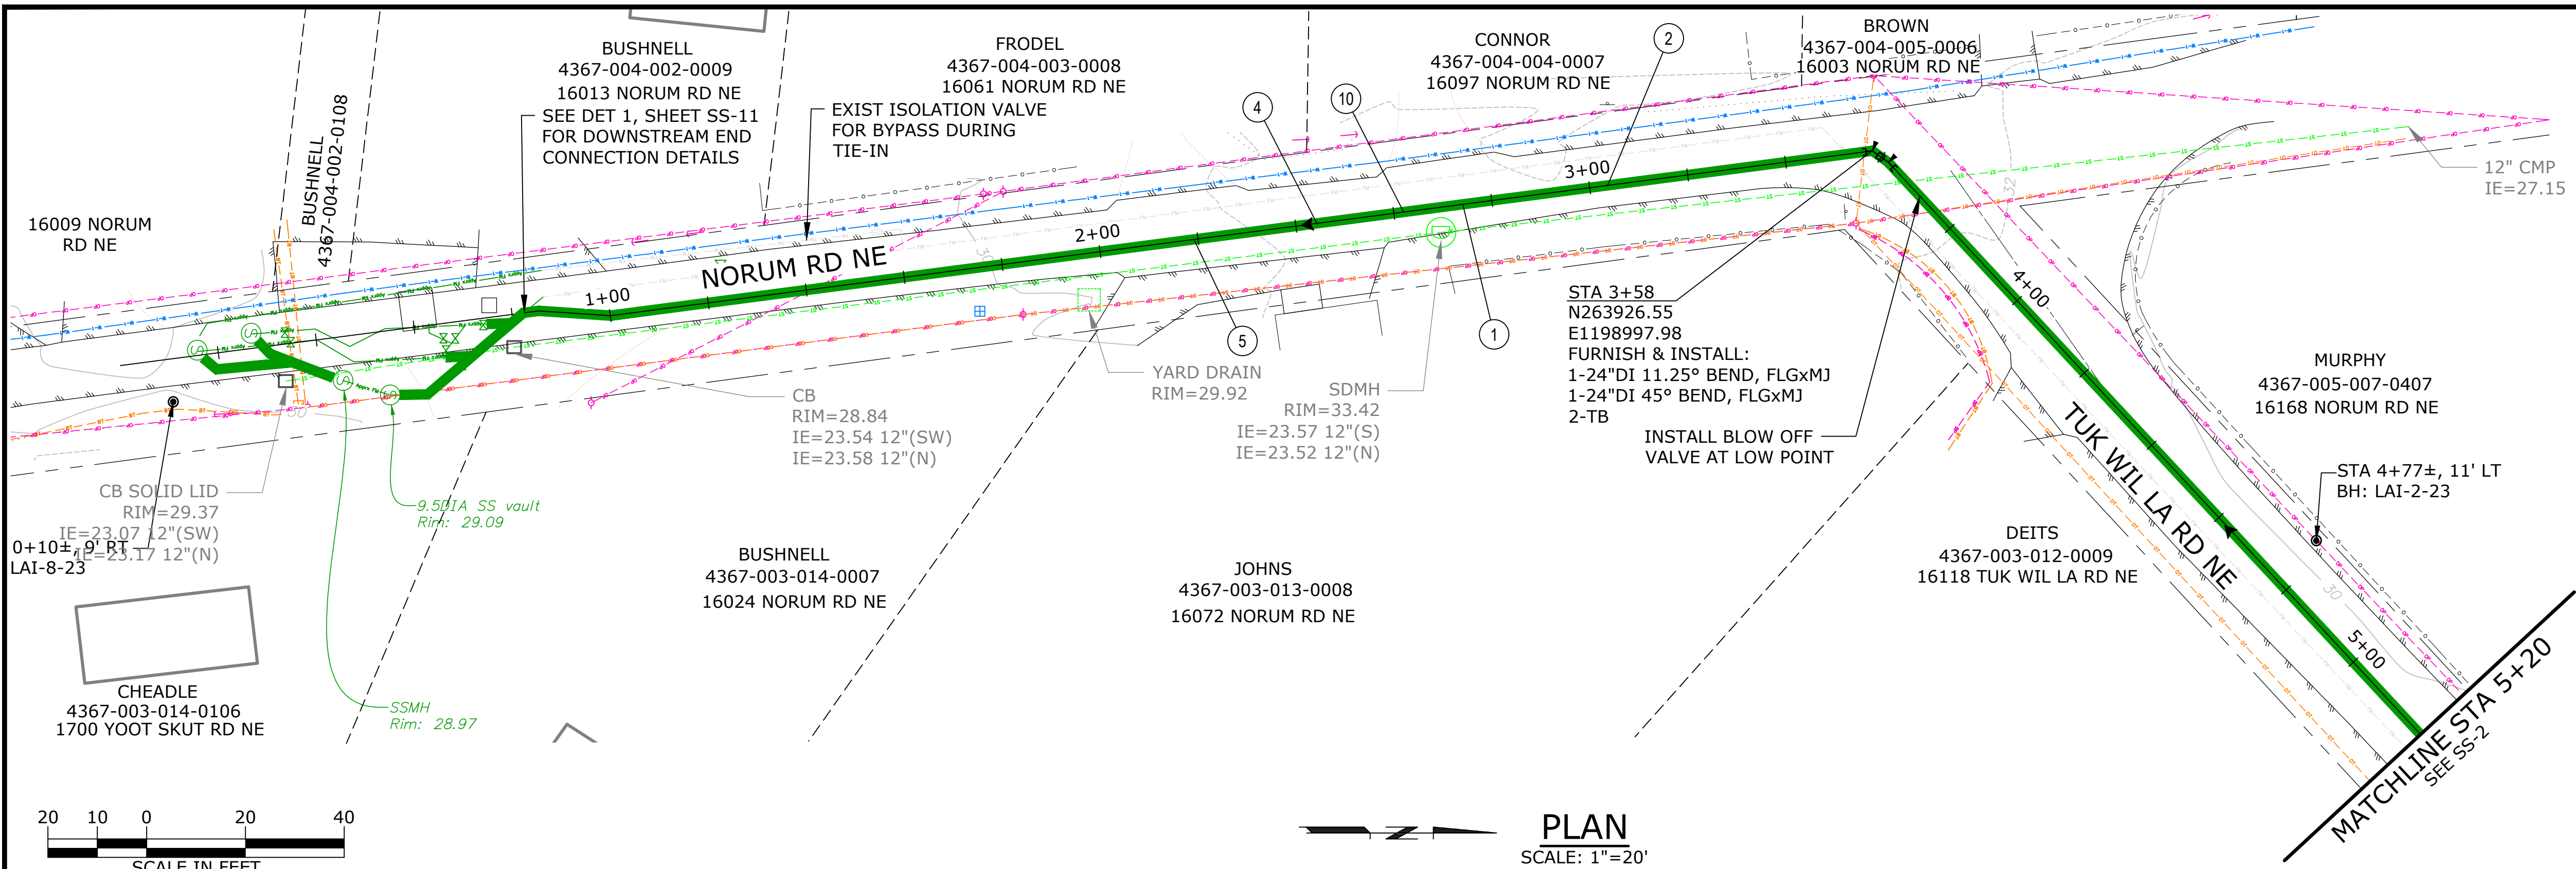 BUSHNELL
4367-004-002-0009
16013 NORUM RD NE
SEE DET 1, SHEET SS-11
FOR DOWNSTREAM END
CONNECTION DETAILS
FRODEL
4367-004-003-0008
16061 NORUM RD NE
EXIST ISOLATION VALVE
FOR BYPASS DURING
TIE-IN
CONNOR
4367-004-004-0007
16097 NORUM RD NE
BROWN
4367-004-005-0006
16003 NORUM RD NE
2
10
4
BUSHNELL
4367-004-002-0108
16009 NORUM
RD NE
12" CMP
IE=27.15
32
30
NORUM RD NE
1+00
2+00
3+00
4+00
5+00
5
1
STA 3+58
N263926.55
E1198997.98
FURNISH & INSTALL:
1-24"DI 11.25° BEND, FLGxMJ
1-24"DI 45° BEND, FLGxMJ
2-TB
INSTALL BLOW OFF
VALVE AT LOW POINT
YARD DRAIN
RIM=29.92
SDMH
RIM=33.42
IE=23.57 12"(S)
IE=23.52 12"(N)
CB
RIM=28.84
IE=23.54 12"(SW)
IE=23.58 12"(N)
30
CB SOLID LID
RIM=29.37
IE=23.07 12"(SW)
IE=23.17 12"(N)
0+10±, 9' RT
LAI-8-23
9.5DIA SS vault
Rim: 29.09
SSMH
Rim: 28.97
MURPHY
4367-005-007-0407
16168 NORUM RD NE
STA 4+77±, 11' LT
BH: LAI-2-23
TUK WIL LA RD NE
30
DEITS
4367-003-012-0009
16118 TUK WIL LA RD NE
BUSHNELL
4367-003-014-0007
16024 NORUM RD NE
JOHNS
4367-003-013-0008
16072 NORUM RD NE
CHEADLE
4367-003-014-0106
1700 YOOT SKUT RD NE
MATCHLINE STA 5+20
SEE SS-2
20 10 0 20 40
SCALE IN FEET
Z
PLAN
SCALE: 1"=20'